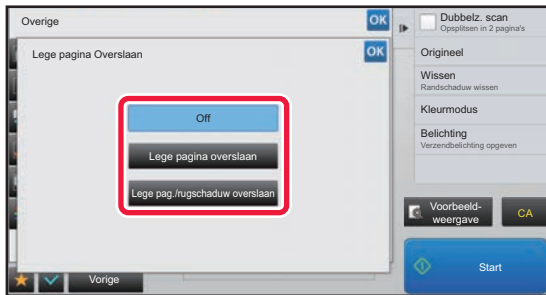 Overige
OK
Lege pagina Overslaan
OK
Off
Lege pagina overslaan
Lege pag./rugschaduw overslaan
Vorige
Dubbelz. scan
Opsplitsen in 2 pagina's
Origineel
Wissen
Randschaduw wissen
Kleurmodus
Belichting
Verzendbelichting opgeven
Voorbeeld-
weergave
CA
Start